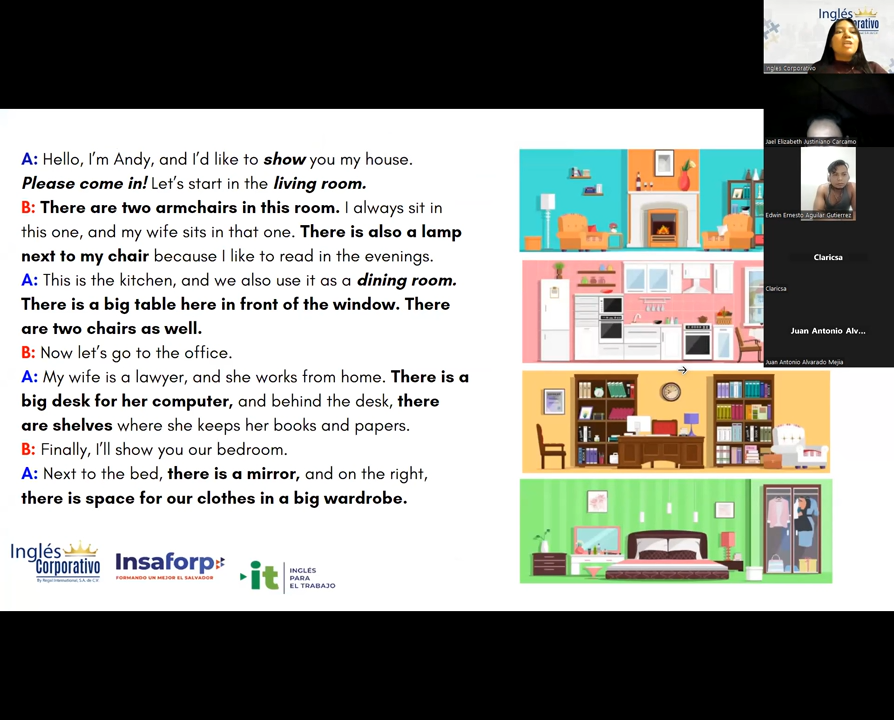 A: Hello, I'm Andy, and I'd like to show you my house.
Please come in! Let's start in the living room.
B: There are two armchairs in this room. I always sit in
this one, and my wife sits in that one. There is also a lamp
next to my chair because I like to read in the evenings.
A: This is the kitchen, and we also use it as a dining room.
There is a big table here in front of the window. There
are two chairs as well.
B: Now let's go to the office.
A: My wife is a lawyer, and she works from home. There is a
big desk for her computer, and behind the desk, there
are shelves where she keeps her books and papers.
B: Finally, I'll show you our bedroom.
A: Next to the bed, there is a mirror, and on the right,
there is space for our clothes in a big wardrobe.
Inglés
Corporativo
Insaforp
FORMANDO UN MEJOR EL SALVADOR
it
INGLÉS
PARA
EL TRABAJO
Inglés
Inglés Corporativo
Jael Elizabeth Justiniano Carcamo
Edwin Ernesto Aguilar Gutierrez
Claricsa
Claricsa
Juan Antonio Alv...
Juan Antonio Alvarado Mejia